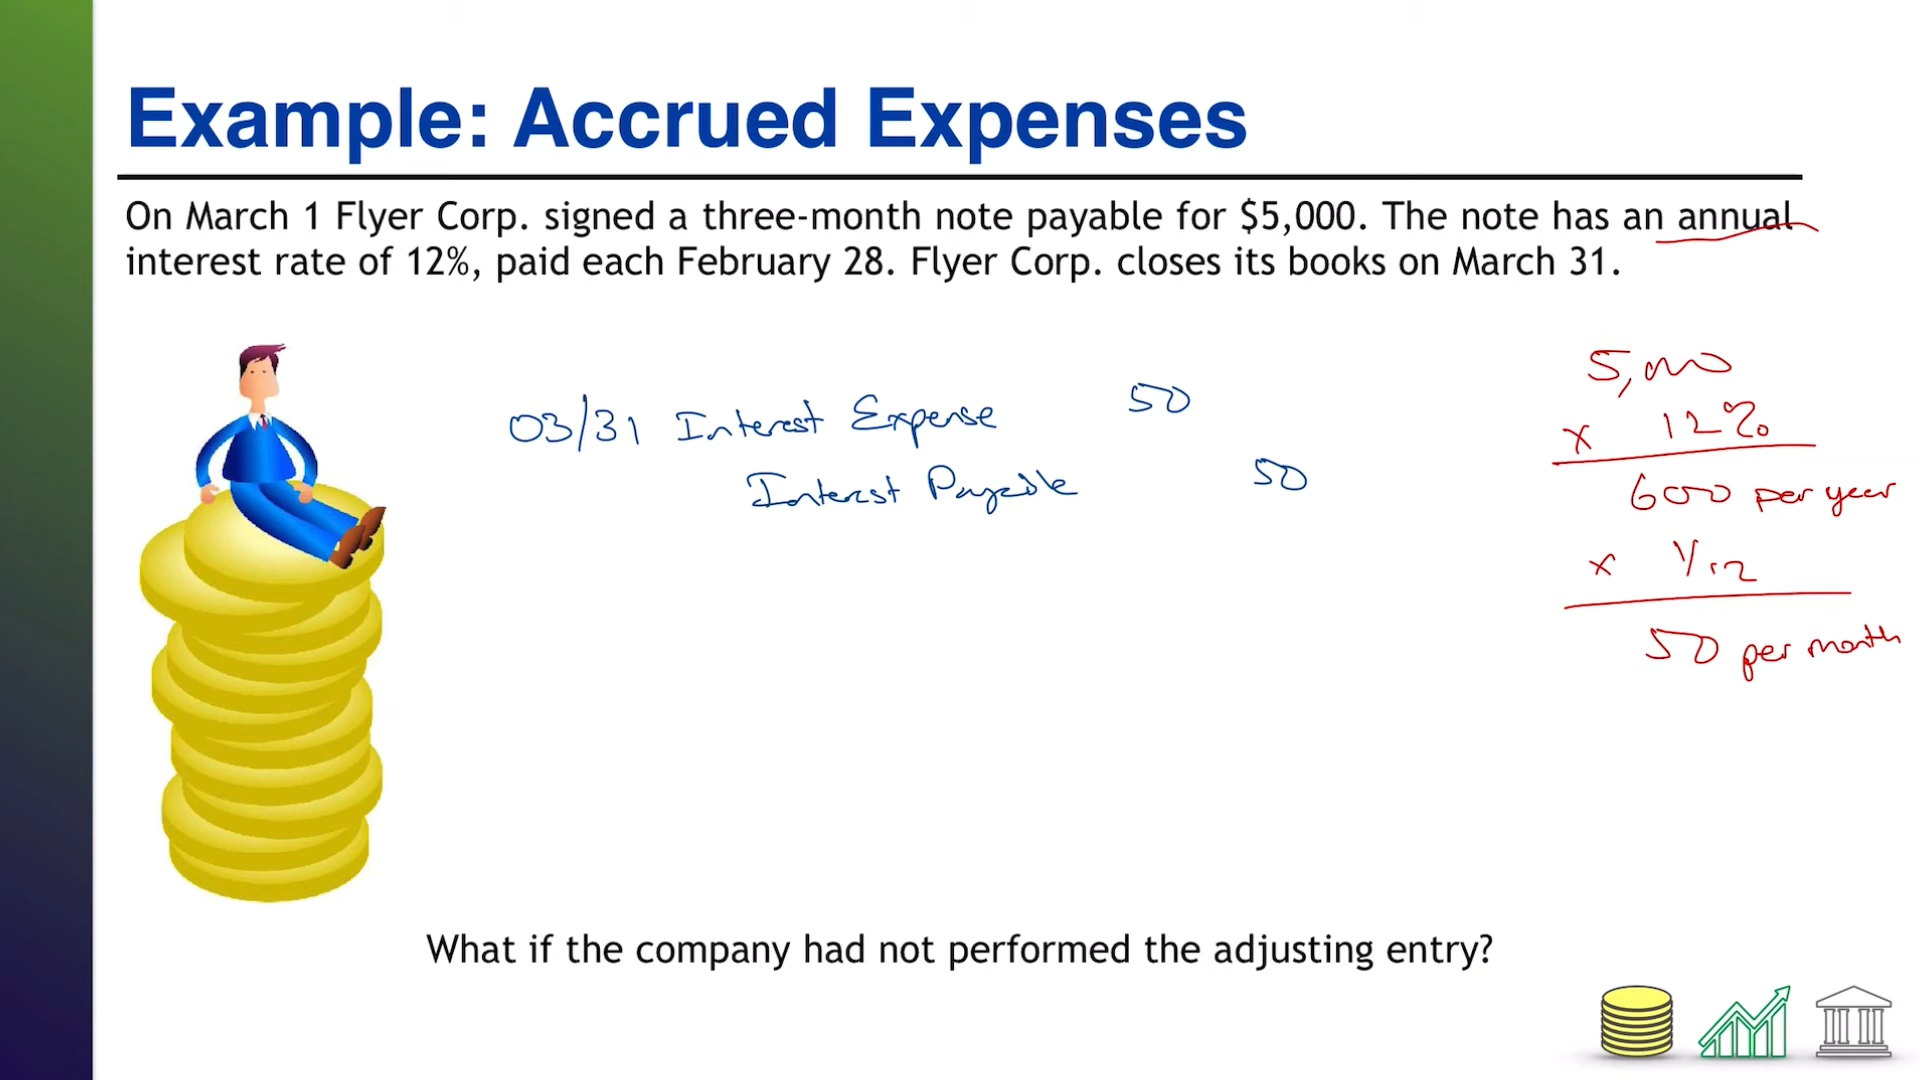 Example: Accrued Expenses
On March 1 Flyer Corp. signed a three-month note payable for $5,000. The note has an annual
interest rate of 12%, paid each February 28. Flyer Corp. closes its books on March 31.
03/31 Interest Expense 50
Interest Payable 50
5,000
x 12%
600 per year
x 1/12
50 per month
What if the company had not performed the adjusting entry?